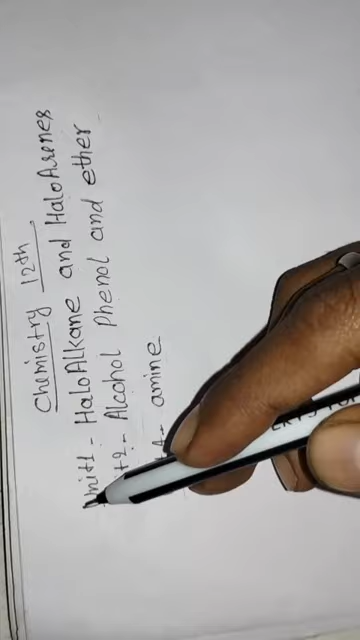 Chemistry 12th
Unit1- HaloAlkane and HaloArenes
Alcohol Phenol and ether
amine